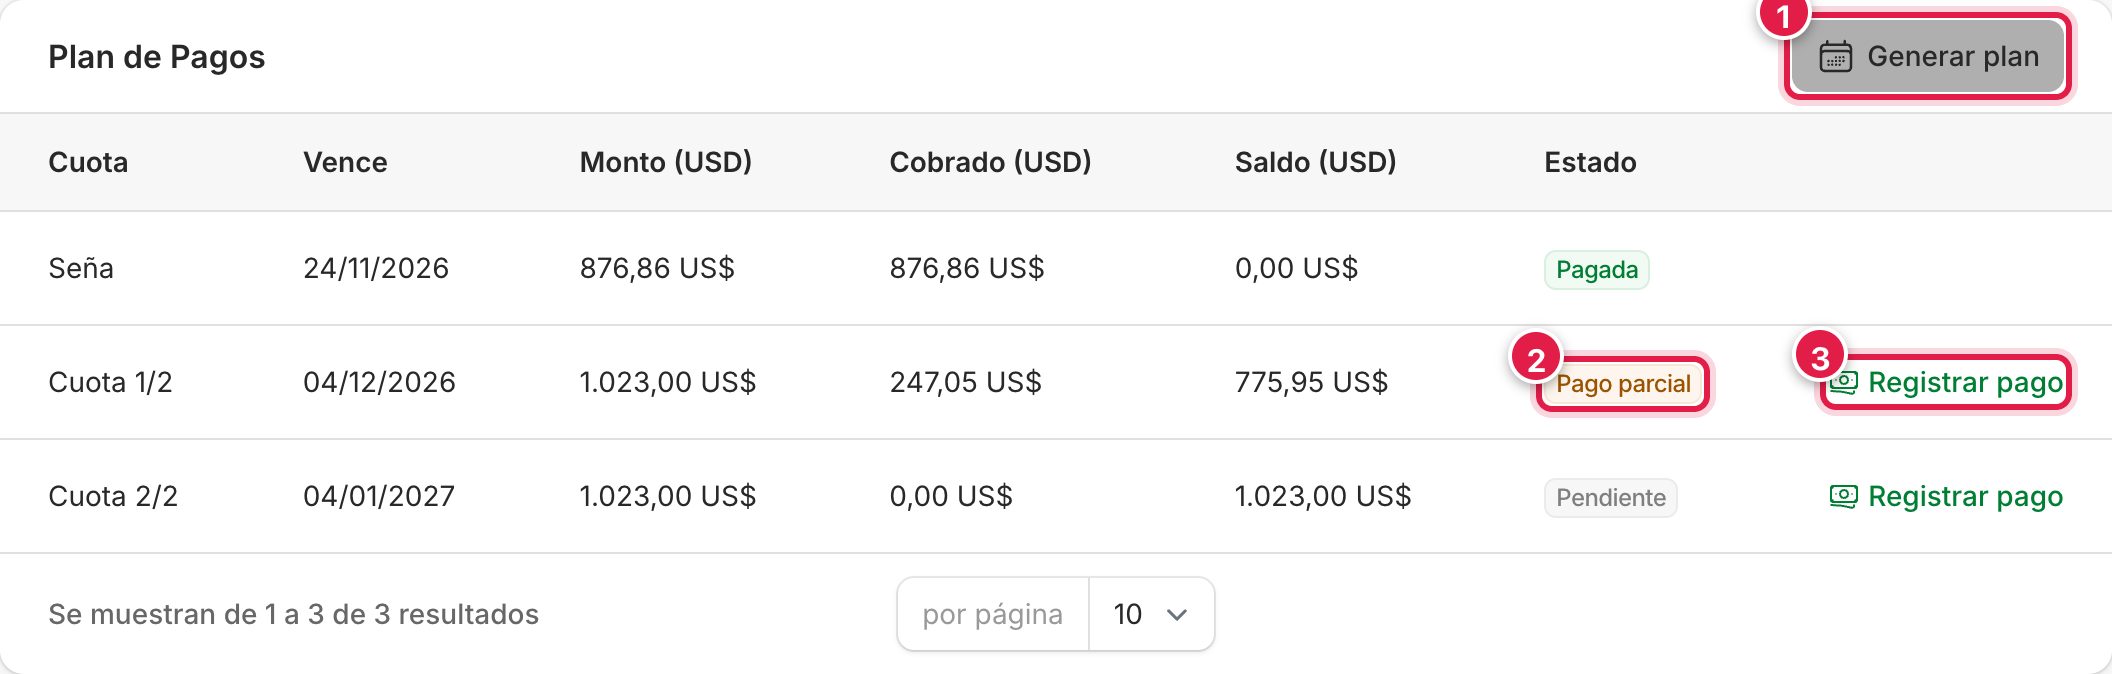 Plan de Pagos
1
Generar plan
Cuota Vence Monto (USD) Cobrado (USD) Saldo (USD) Estado
Seña 24/11/2026 876,86 US$ 876,86 US$ 0,00 US$ Pagada
Cuota 1/2 04/12/2026 1.023,00 US$ 247,05 US$ 775,95 US$ 2 Pago parcial 3 Registrar pago
Cuota 2/2 04/01/2027 1.023,00 US$ 0,00 US$ 1.023,00 US$ Pendiente Registrar pago
Se muestran de 1 a 3 de 3 resultados por página 10